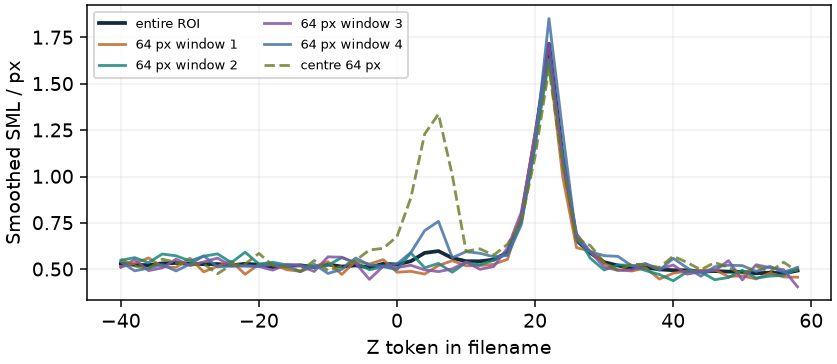 entire ROI
64 px window 1
64 px window 2
64 px window 3
64 px window 4
centre 64 px
Smoothed SML / px
1.75
1.50
1.25
1.00
0.75
0.50
−40
−20
0
20
40
60
Z token in filename